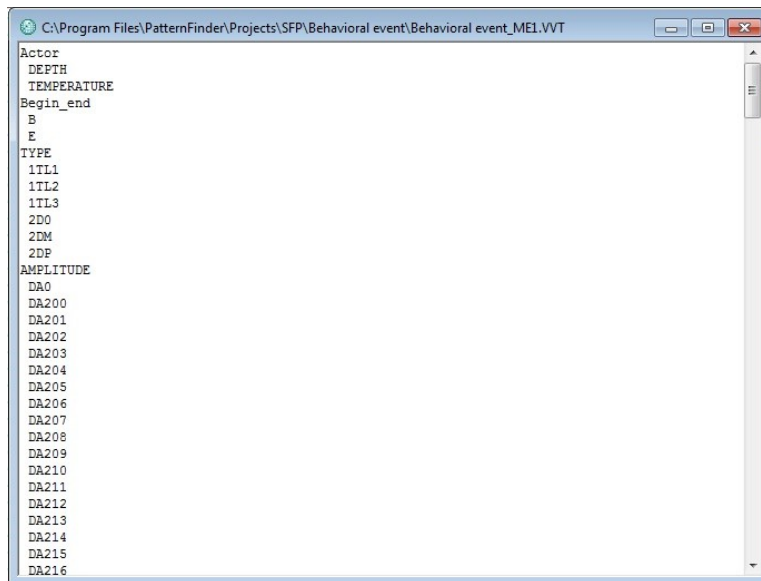 C:\Program Files\PatternFinder\Projects\SFP\Behavioral event\Behavioral event_ME1.VVT
Actor
DEPTH
TEMPERATURE
Begin_end
B
E
TYPE
1TL1
1TL2
1TL3
2D0
2DM
2DP
AMPLITUDE
DA0
DA200
DA201
DA202
DA203
DA204
DA205
DA206
DA207
DA208
DA209
DA210
DA211
DA212
DA213
DA214
DA215
DA216